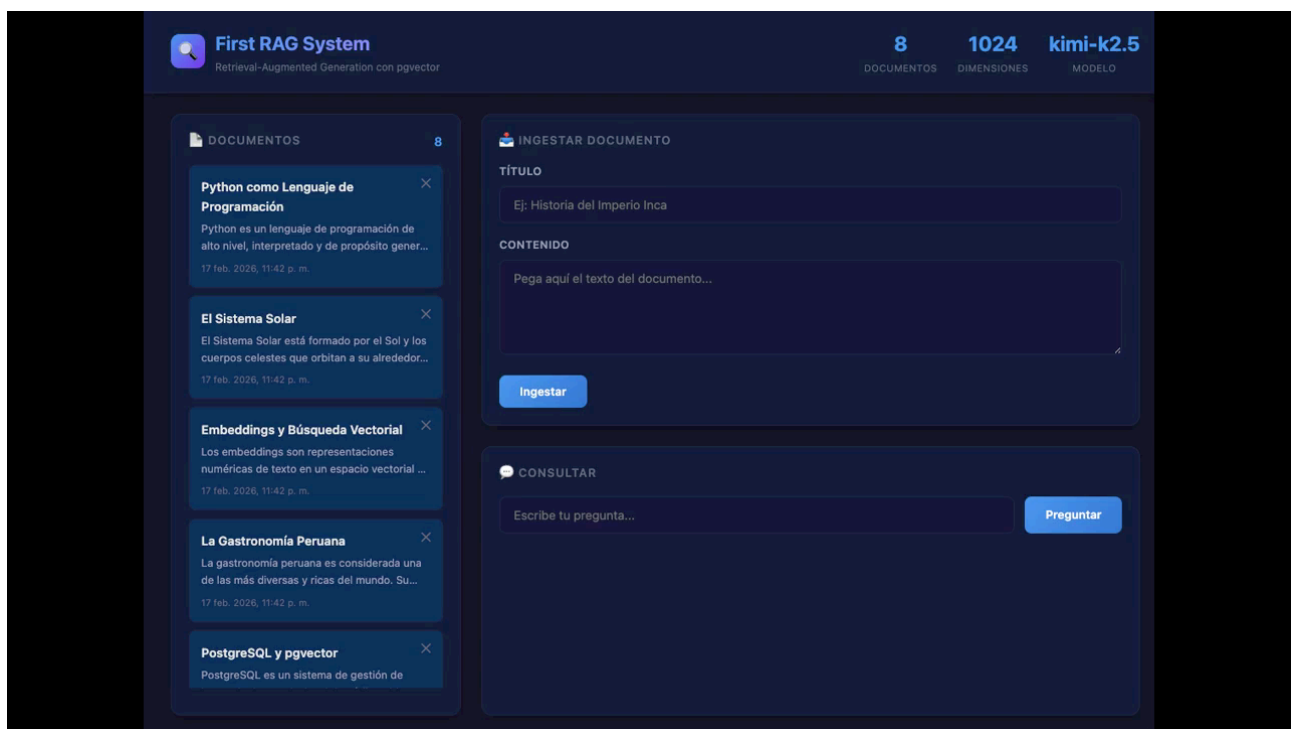 First RAG System
Retrieval-Augmented Generation con pgvector
8
DOCUMENTOS
1024
DIMENSIONES
kimi-k2.5
MODELO
DOCUMENTOS
8
Python como Lenguaje de
Programación
Python es un lenguaje de programación de
alto nivel, interpretado y de propósito gener...
17 feb. 2026, 11:42 p. m.
El Sistema Solar
El Sistema Solar está formado por el Sol y los
cuerpos celestes que orbitan a su alrededor...
17 feb. 2026, 11:42 p. m.
Embeddings y Búsqueda Vectorial
Los embeddings son representaciones
numéricas de texto en un espacio vectorial ...
17 feb. 2026, 11:42 p. m.
La Gastronomía Peruana
La gastronomía peruana es considerada una
de las más diversas y ricas del mundo. Su...
17 feb. 2026, 11:42 p. m.
PostgreSQL y pgvector
PostgreSQL es un sistema de gestión de
INGESTAR DOCUMENTO
TÍTULO
Ej: Historia del Imperio Inca
CONTENIDO
Pega aquí el texto del documento...
Ingestar
CONSULTAR
Escribe tu pregunta...
Preguntar